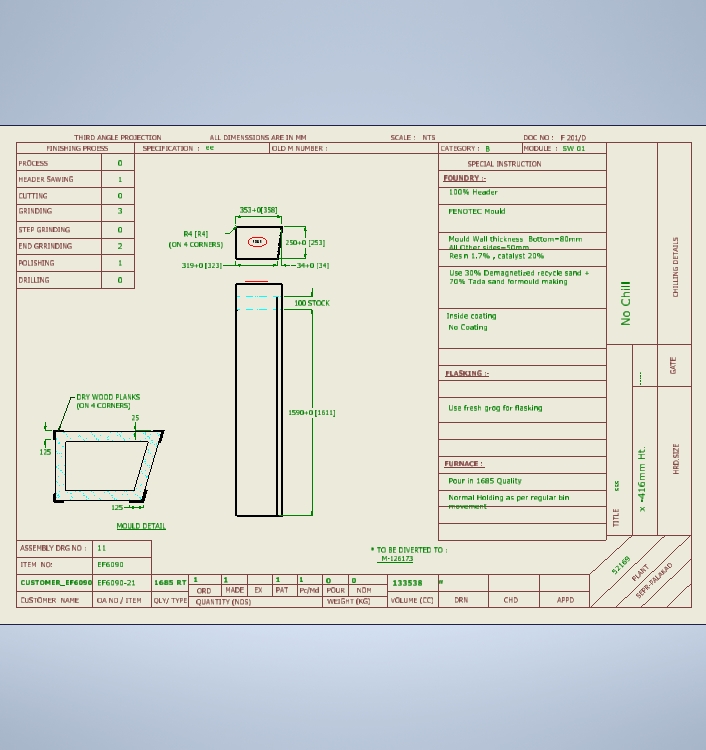 THIRD ANGLE PROJECTION ALL DIMENSSIONS ARE IN MM SCALE : NTS DOC NO : F 201/D
FINISHING PROESS SPECIFICATION : ee OLD M NUMBER : CATEGORY : B MODULE : SW 01
PROCESS 0
HEADER SAWING 1
CUTTING 0
GRINDING 3
STEP GRINDING 0
END GRRINDING 2
POLISHING 1
DRILLING 0
353+0[358]
R4 [R4]
(ON 4 CORNERS)
250+0 [253]
319+0 [323]
34+0 [34]
100 STOCK
1590+0 [1611]
DRY WOOD PLANKS
(ON 4 CORNERS)
25
125
125
MOULD DETAIL
SPECIAL INSTRUCTION
FOUNDRY :-
100% Header
FENOTEC Mould
Mould Wall thickness Bottom=80mm
All Other sides=50mm
Resin 1.7% , catalyst 20%
Use 30% Demagnetized recycle sand +
70% Tada sand formould making
Inside coating
No Coating
FLASKING :-
Use fresh grog for flasking
FURNACE :
Pour in 1685 Quality
Normal Holding as per regular bin
movement
No Chill
CHILLING DETAILS
GATE
.....
x -416mm Ht.
HRD.SIZE
TITLE sss
* TO BE DIVERTED TO :
M-126173
52169
PLANT
SEPR-PALAKAD
ASSEMBLY DRG NO : 11
ITEM NO: EF6090
CUSTOMER_EF6090 EF6090-21 1685 RT 1 1 1 1 0 0 133538 #
ORD MADE EX PAT Pc/Md POUR NOM
CUSTOMER NAME OA NO / ITEM QLY/ TYPE QUANTITY (NOS) WEIGHT (KG) VOLUME (CC) DRN CHD APPD